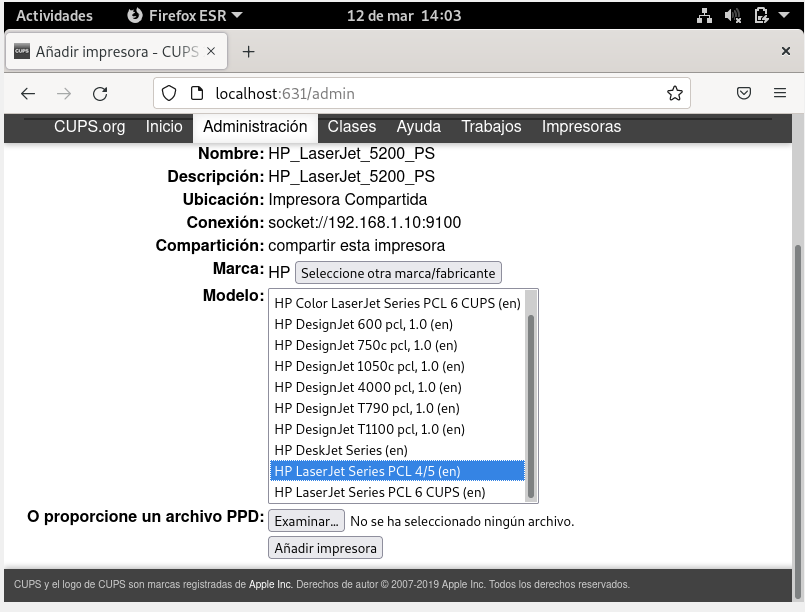 Actividades Firefox ESR 12 de mar 14:03
CUPS Añadir impresora - CUPS
localhost:631/admin
CUPS.org Inicio Administración Clases Ayuda Trabajos Impresoras
Nombre: HP_LaserJet_5200_PS
Descripción: HP_LaserJet_5200_PS
Ubicación: Impresora Compartida
Conexión: socket://192.168.1.10:9100
Compartición: compartir esta impresora
Marca: HP Seleccione otra marca/fabricante
Modelo:
HP Color LaserJet Series PCL 6 CUPS (en)
HP DesignJet 600 pcl, 1.0 (en)
HP DesignJet 750c pcl, 1.0 (en)
HP DesignJet 1050c pcl, 1.0 (en)
HP DesignJet 4000 pcl, 1.0 (en)
HP DesignJet T790 pcl, 1.0 (en)
HP DesignJet T1100 pcl, 1.0 (en)
HP DeskJet Series (en)
HP LaserJet Series PCL 4/5 (en)
HP LaserJet Series PCL 6 CUPS (en)
O proporcione un archivo PPD: Examinar... No se ha seleccionado ningún archivo.
Añadir impresora
CUPS y el logo de CUPS son marcas registradas de Apple Inc. Derechos de autor © 2007-2019 Apple Inc. Todos los derechos reservados.